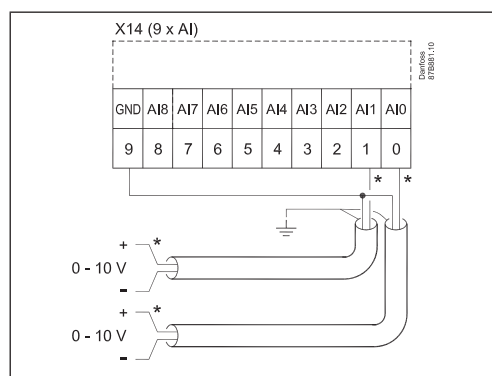 X14 (9 x AI)
Danfoss
87B881.10
GND AI8 AI7 AI6 AI5 AI4 AI3 AI2 AI1 AI0
9 8 7 6 5 4 3 2 1 0
* *
+ *
0 - 10 V
-
+ *
0 - 10 V
-